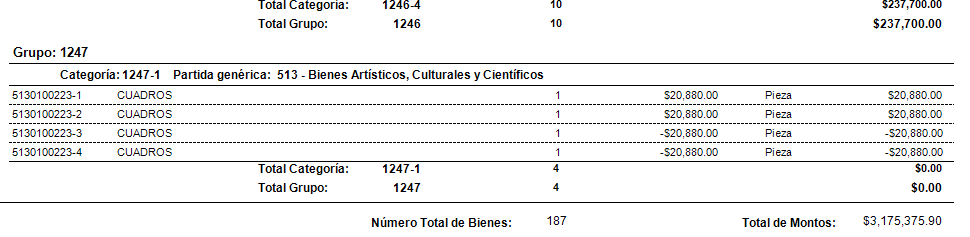 Total Categoría: 1246-4 10 $237,700.00
Total Grupo: 1246 10 $237,700.00
Grupo: 1247
Categoría: 1247-1 Partida genérica: 513 - Bienes Artísticos, Culturales y Científicos
5130100223-1 CUADROS 1 $20,880.00 Pieza $20,880.00
5130100223-2 CUADROS 1 $20,880.00 Pieza $20,880.00
5130100223-3 CUADROS 1 -$20,880.00 Pieza -$20,880.00
5130100223-4 CUADROS 1 -$20,880.00 Pieza -$20,880.00
Total Categoría: 1247-1 4 $0.00
Total Grupo: 1247 4 $0.00
Número Total de Bienes: 187 Total de Montos: $3,175,375.90